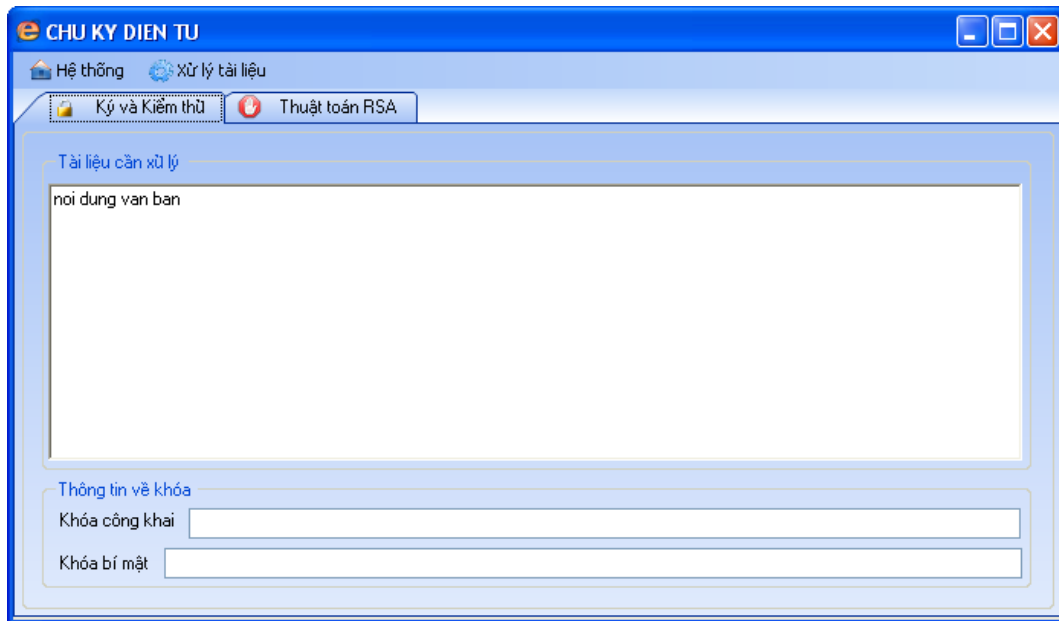 CHU KY DIEN TU
Hệ thống Xử lý tài liệu
Ký và Kiểm thử Thuật toán RSA
Tài liệu cần xử lý
noi dung van ban
Thông tin về khóa
Khóa công khai
Khóa bí mật